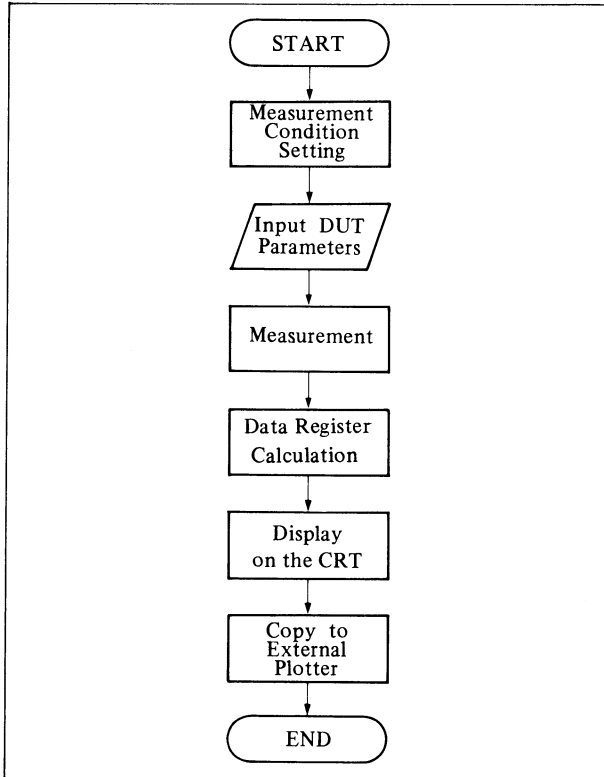 START
Measurement
Condition
Setting
Input DUT
Parameters
Measurement
Data Register
Calculation
Display
on the CRT
Copy to
External
Plotter
END